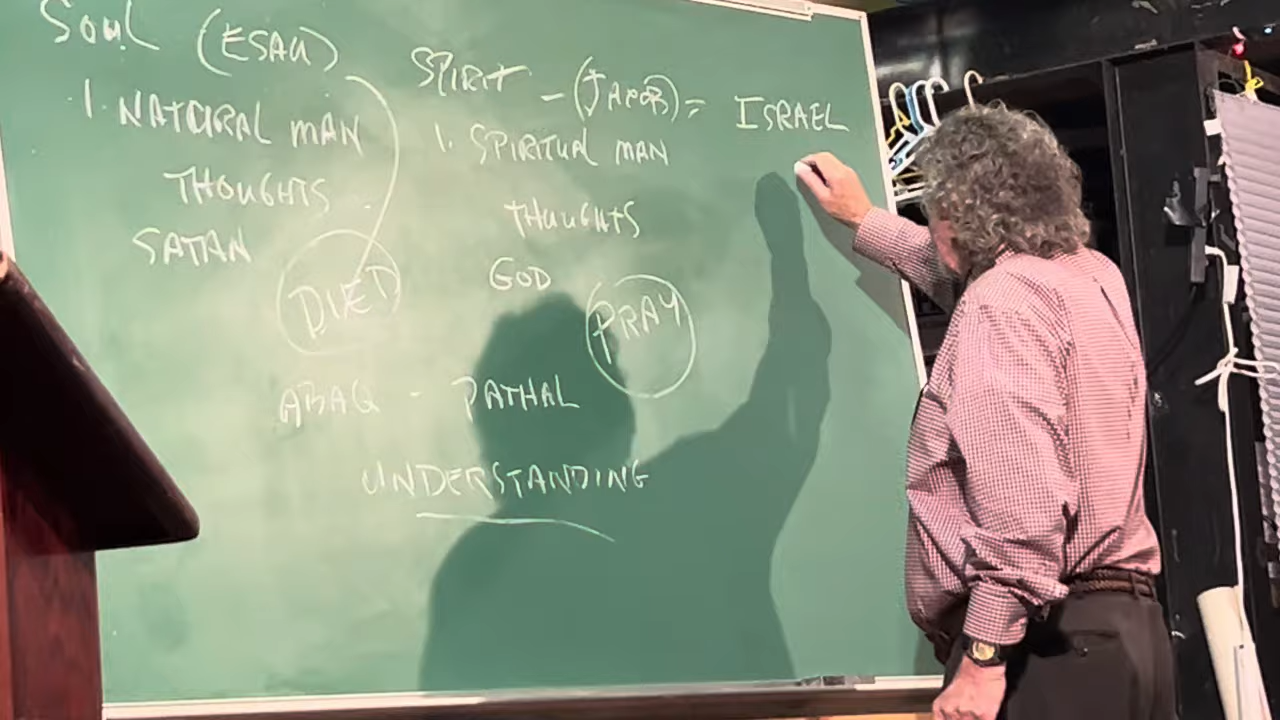 Soul (ESAU)
1. NATURAL MAN
THOUGHTS
SATAN
DIED
SPIRIT - (JACOB) = ISRAEL
1. SPIRITUAL MAN
THOUGHTS
GOD
PRAY
ABAQ - PATHAL
UNDERSTANDING